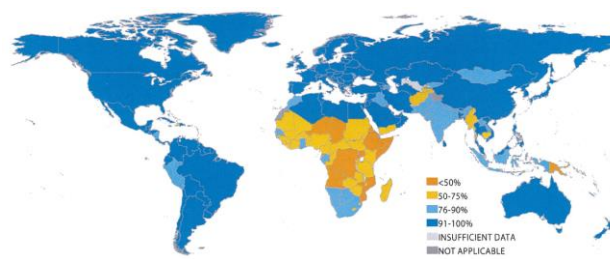 <50%
50-75%
76-90%
91-100%
INSUFFICIENT DATA
NOT APPLICABLE